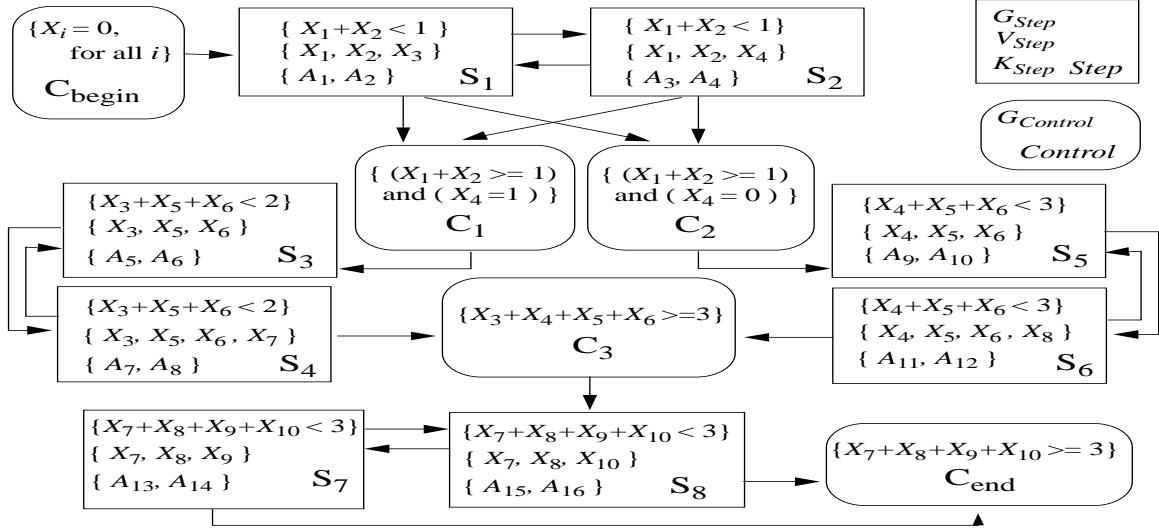 {X_i = 0,
for all i}
C_begin
{ X_1+X_2 < 1 }
{ X_1, X_2, X_3 }
{ A_1, A_2 } S_1
{ X_1+X_2 < 1}
{ X_1, X_2, X_4 }
{ A_3, A_4 } S_2
G_Step
V_Step
K_Step Step
G_Control
Control
{ (X_1+X_2 >= 1)
and ( X_4 =1 ) }
C_1
{ (X_1+X_2 >= 1)
and ( X_4 = 0 ) }
C_2
{X_3+X_5+X_6 < 2}
{ X_3, X_5, X_6 }
{ A_5, A_6 } S_3
{X_4+X_5+X_6 < 3}
{ X_4, X_5, X_6 }
{ A_9, A_10 } S_5
{X_3+X_5+X_6 < 2}
{ X_3, X_5, X_6 , X_7 }
{ A_7, A_8 } S_4
{X_3+X_4+X_5+X_6 >=3}
C_3
{X_4+X_5+X_6 < 3}
{ X_4, X_5, X_6 , X_8 }
{ A_11, A_12 } S_6
{X_7+X_8+X_9+X_10 < 3}
{ X_7, X_8, X_9 }
{ A_13, A_14 } S_7
{X_7+X_8+X_9+X_10 < 3}
{ X_7, X_8, X_10 }
{ A_15, A_16 } S_8
{X_7+X_8+X_9+X_10 >= 3}
C_end